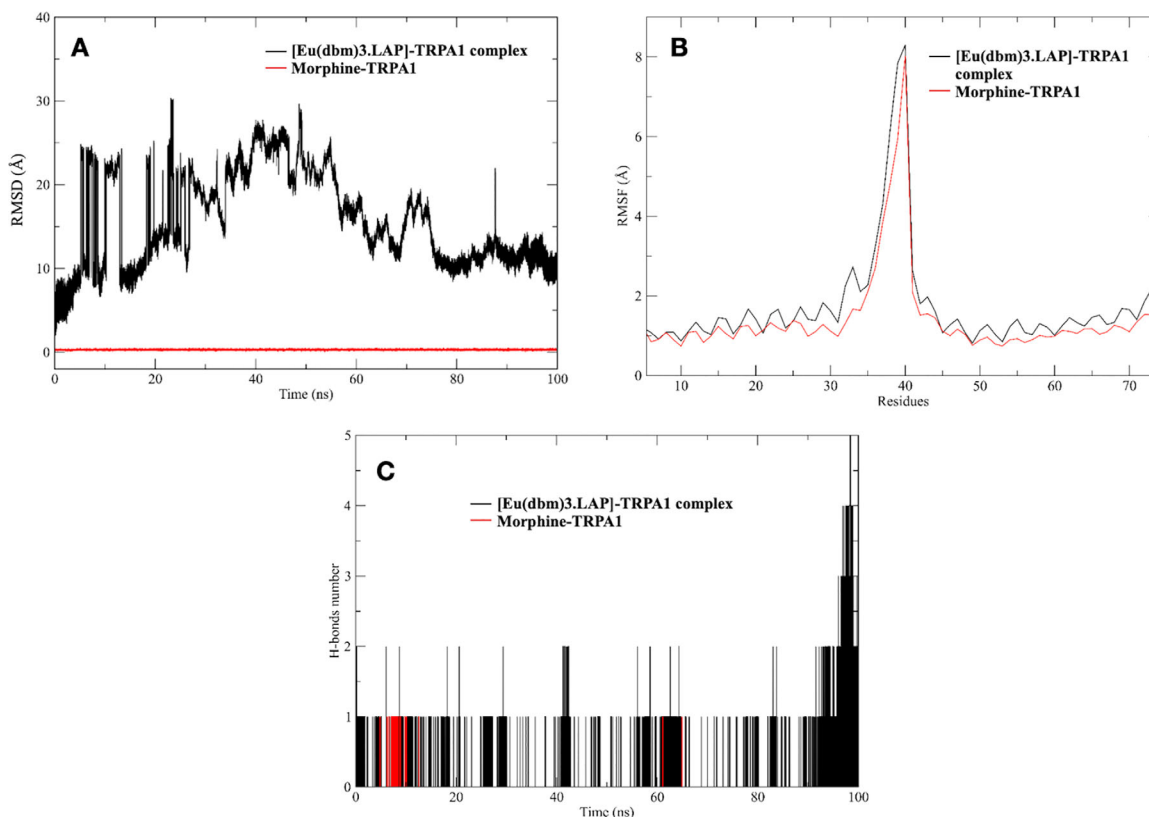 A
[Eu(dbm)3.LAP]-TRPA1 complex
Morphine-TRPA1
RMSD (Å)
40
30
20
10
0
0 20 40 60 80 100
Time (ns)
B
[Eu(dbm)3.LAP]-TRPA1
complex
Morphine-TRPA1
RMSF (Å)
8
6
4
2
0
10 20 30 40 50 60 70
Residues
C
[Eu(dbm)3.LAP]-TRPA1 complex
Morphine-TRPA1
H-bonds number
5
4
3
2
1
0
0 20 40 60 80 100
Time (ns)